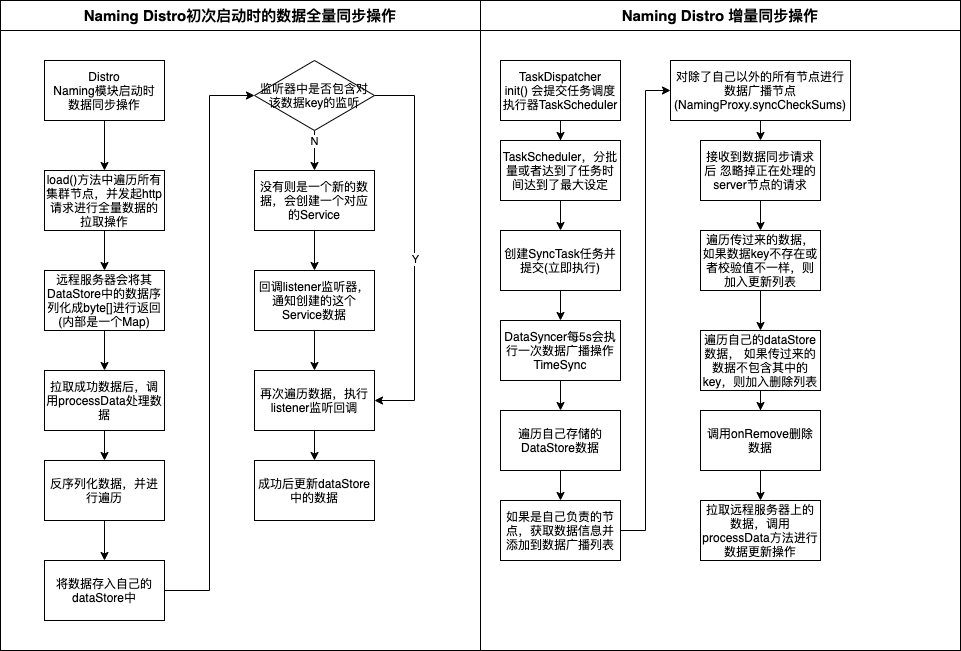 Naming Distro初次启动时的数据全量同步操作
Distro
Naming模块启动时
数据同步操作
load()方法中遍历所有
集群节点，并发起http
请求进行全量数据的
拉取操作
远程服务器会将其
DataStore中的数据序
列化成byte[]进行返回
(内部是一个Map)
拉取成功数据后，调
用processData处理数
据
反序列化数据，并进
行遍历
将数据存入自己的
dataStore中
监听器中是否包含对
该数据key的监听
N
Y
没有则是一个新的数
据，会创建一个对应
的Service
回调listener监听器，
通知创建的这个
Service数据
再次遍历数据，执行
listener监听回调
成功后更新dataStore
中的数据
Naming Distro 增量同步操作
TaskDispatcher
init() 会提交任务调度
执行器TaskScheduler
TaskScheduler，分批
量或者达到了任务时
间达到了最大设定
创建SyncTask任务并
提交(立即执行)
DataSyncer每5s会执
行一次数据广播操作
TimeSync
遍历自己存储的
DataStore数据
如果是自己负责的节
点，获取数据信息并
添加到数据广播列表
对除了自己以外的所有节点进行
数据广播节点
(NamingProxy.syncCheckSums)
接收到数据同步请求
后 忽略掉正在处理的
server节点的请求
遍历传过来的数据，
如果数据key不存在或
者校验值不一样，则
加入更新列表
遍历自己的dataStore
数据， 如果传过来的
数据不包含其中的
key，则加入删除列表
调用onRemove删除
数据
拉取远程服务器上的
数据，调用
processData方法进行
数据更新操作